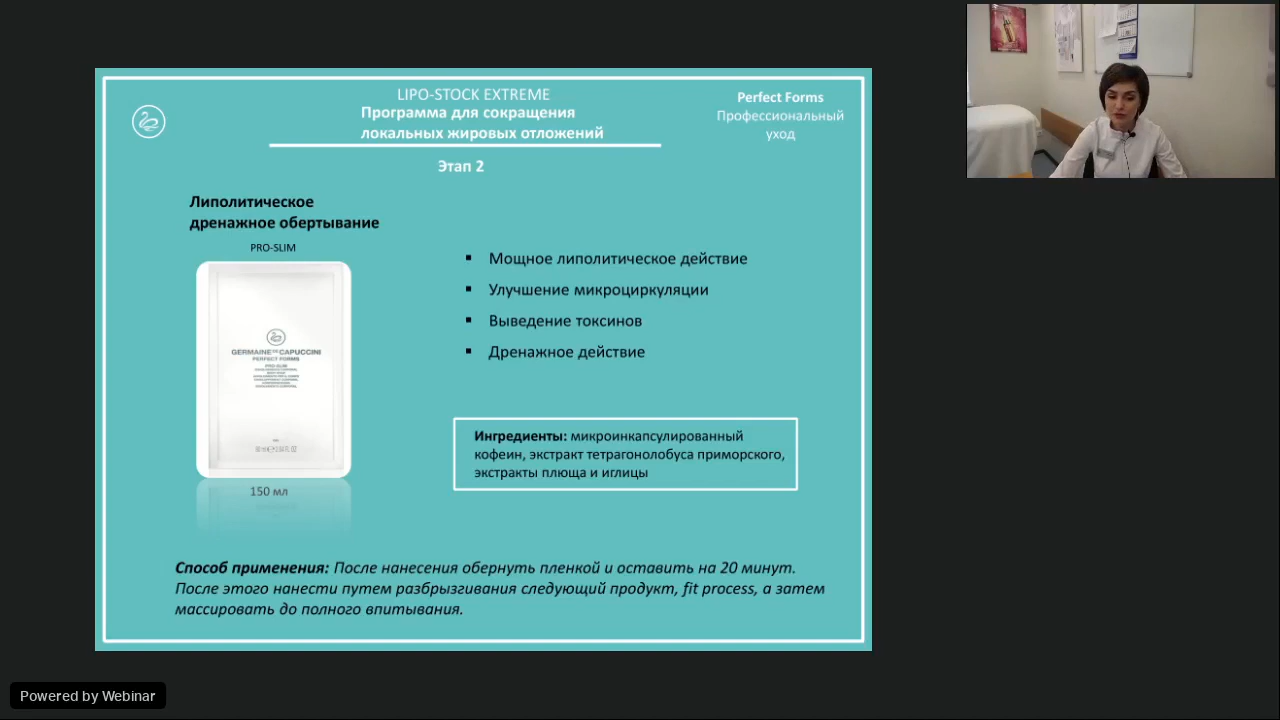 LIPO-STOCK EXTREME
Программа для сокращения
локальных жировых отложений
Perfect Forms
Профессиональный
уход
Этап 2
Липолитическое
дренажное обертывание
PRO-SLIM
GERMAINE DE CAPUCCINI
PERFECT FORMS
PRO-SLIM
150 мл
▪ Мощное липолитическое действие
▪ Улучшение микроциркуляции
▪ Выведение токсинов
▪ Дренажное действие
Ингредиенты: микроинкапсулированный
кофеин, экстракт тетрагонолобуса приморского,
экстракты плюща и иглицы
Способ применения: После нанесения обернуть пленкой и оставить на 20 минут.
После этого нанести путем разбрызгивания следующий продукт, fit process, а затем
массировать до полного впитывания.
Powered by Webinar